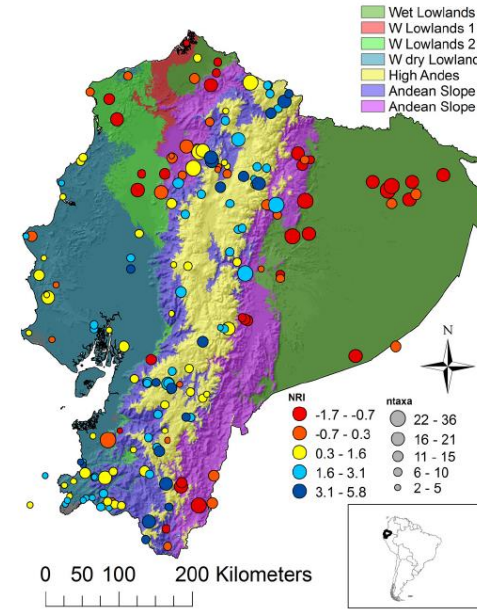 Wet Lowlands
W Lowlands 1
W Lowlands 2
W dry Lowland
High Andes
Andean Slope
Andean Slope
N
NRI
-1.7 - -0.7
-0.7 - 0.3
0.3 - 1.6
1.6 - 3.1
3.1 - 5.8
ntaxa
22 - 36
16 - 21
11 - 15
6 - 10
2 - 5
0 50 100 200 Kilometers